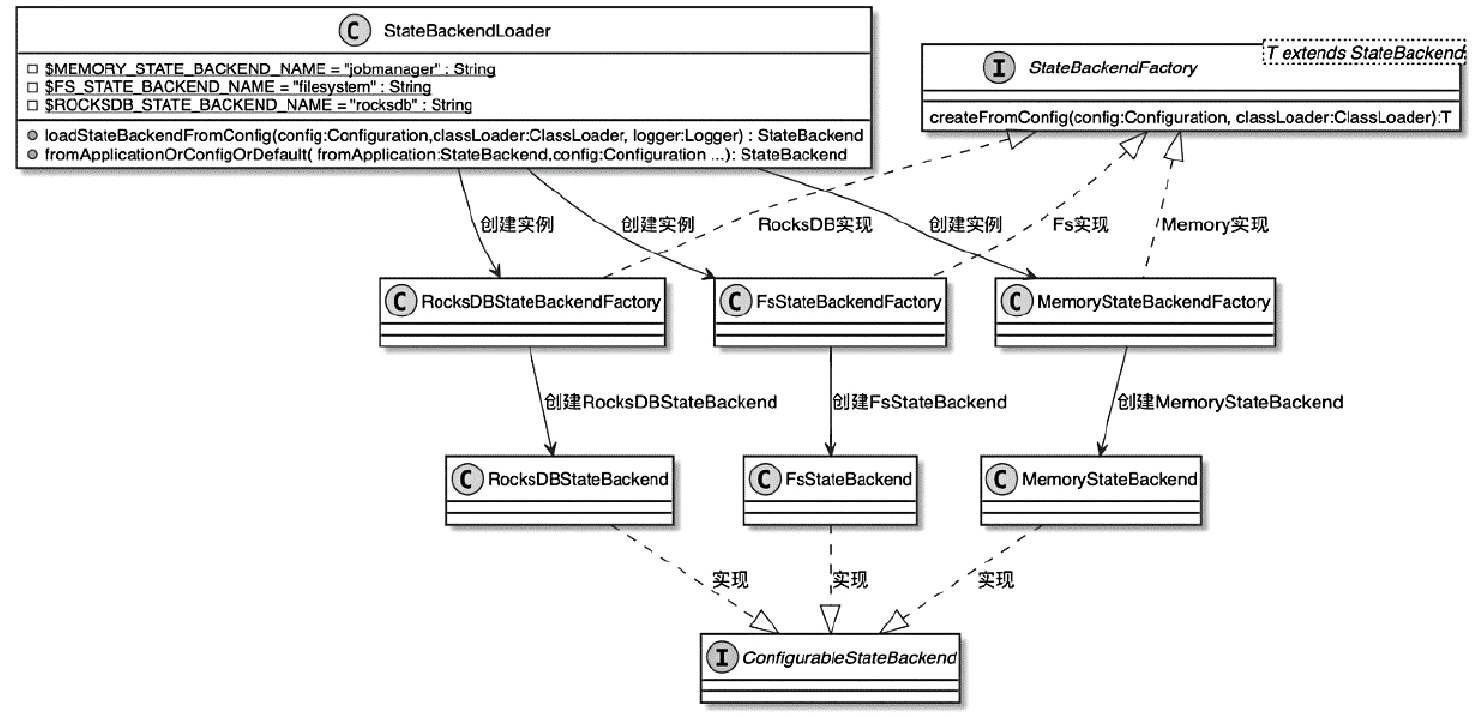 C StateBackendLoader
$MEMORY_STATE_BACKEND_NAME = "jobmanager" : String
$FS_STATE_BACKEND_NAME = "filesystem" : String
$ROCKSDB_STATE_BACKEND_NAME = "rocksdb" : String
loadStateBackendFromConfig(config:Configuration,classLoader:ClassLoader, logger:Logger) : StateBackend
fromApplicationOrConfigOrDefault( fromApplication:StateBackend,config:Configuration ...): StateBackend
T extends StateBackend
I StateBackendFactory
createFromConfig(config:Configuration, classLoader:ClassLoader):T
创建实例
创建实例
RocksDB实现
创建实例
Fs实现
Memory实现
C RocksDBStateBackendFactory
C FsStateBackendFactory
C MemoryStateBackendFactory
创建RocksDBStateBackend
创建FsStateBackend
创建MemoryStateBackend
C RocksDBStateBackend
C FsStateBackend
C MemoryStateBackend
实现
实现
实现
I ConfigurableStateBackend